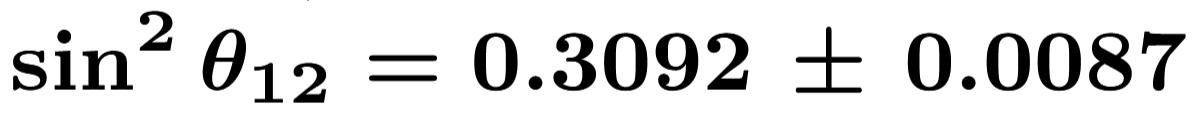 sin² θ₁₂ = 0.3092 ± 0.0087